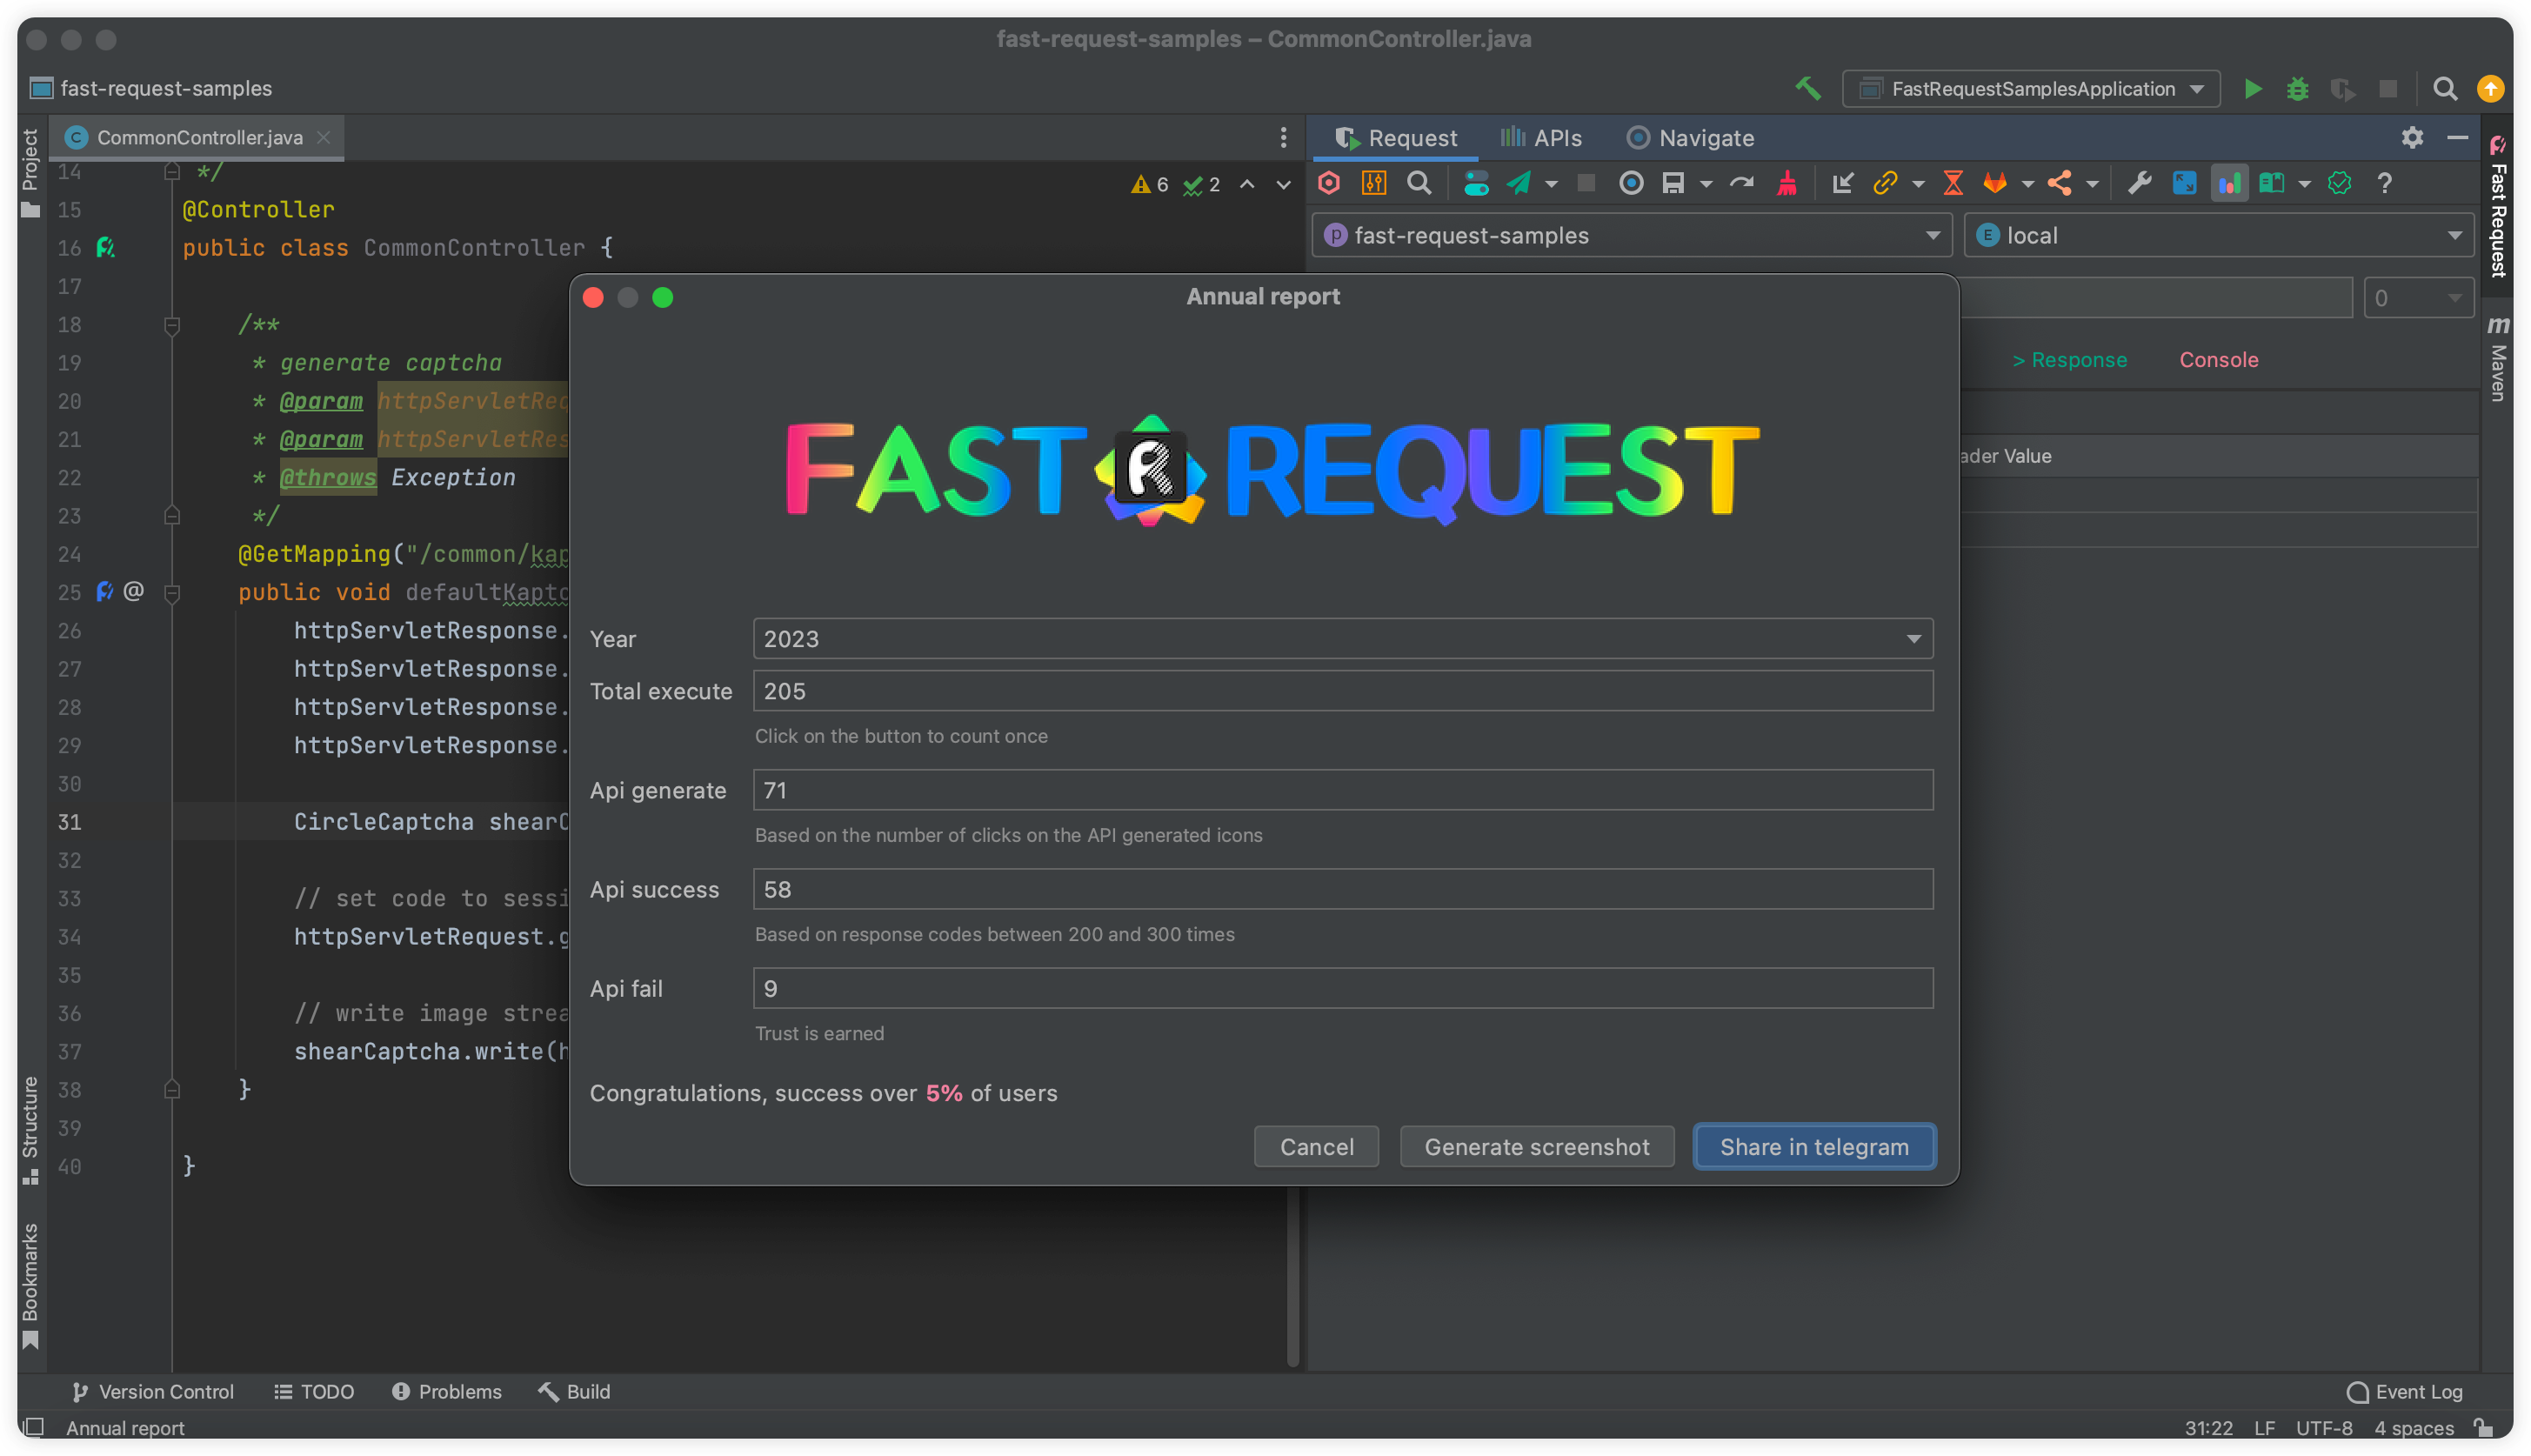 fast-request-samples – CommonController.java
fast-request-samples
FastRequestSamplesApplication
Project
CommonController.java
Request
APIs
Navigate
Fast Request
Maven
6
2
fast-request-samples
local
0
> Response
Console
ader Value
14 */
15 @Controller
16 public class CommonController {
17
18 /**
19 * generate captcha
20 * @param httpServletReq
21 * @param httpServletRes
22 * @throws Exception
23 */
24 @GetMapping("/common/kap
25 @ public void defaultKaptc
26 httpServletResponse.
27 httpServletResponse.
28 httpServletResponse.
29 httpServletResponse.
30
31 CircleCaptcha shearC
32
33 // set code to sessi
34 httpServletRequest.g
35
36 // write image strea
37 shearCaptcha.write(h
38 }
39
40 }
Annual report
FAST REQUEST
Year
2023
Total execute
205
Click on the button to count once
Api generate
71
Based on the number of clicks on the API generated icons
Api success
58
Based on response codes between 200 and 300 times
Api fail
9
Trust is earned
Congratulations, success over 5% of users
Cancel
Generate screenshot
Share in telegram
Structure
Bookmarks
Version Control
TODO
Problems
Build
Event Log
Annual report
31:22 LF UTF-8 4 spaces